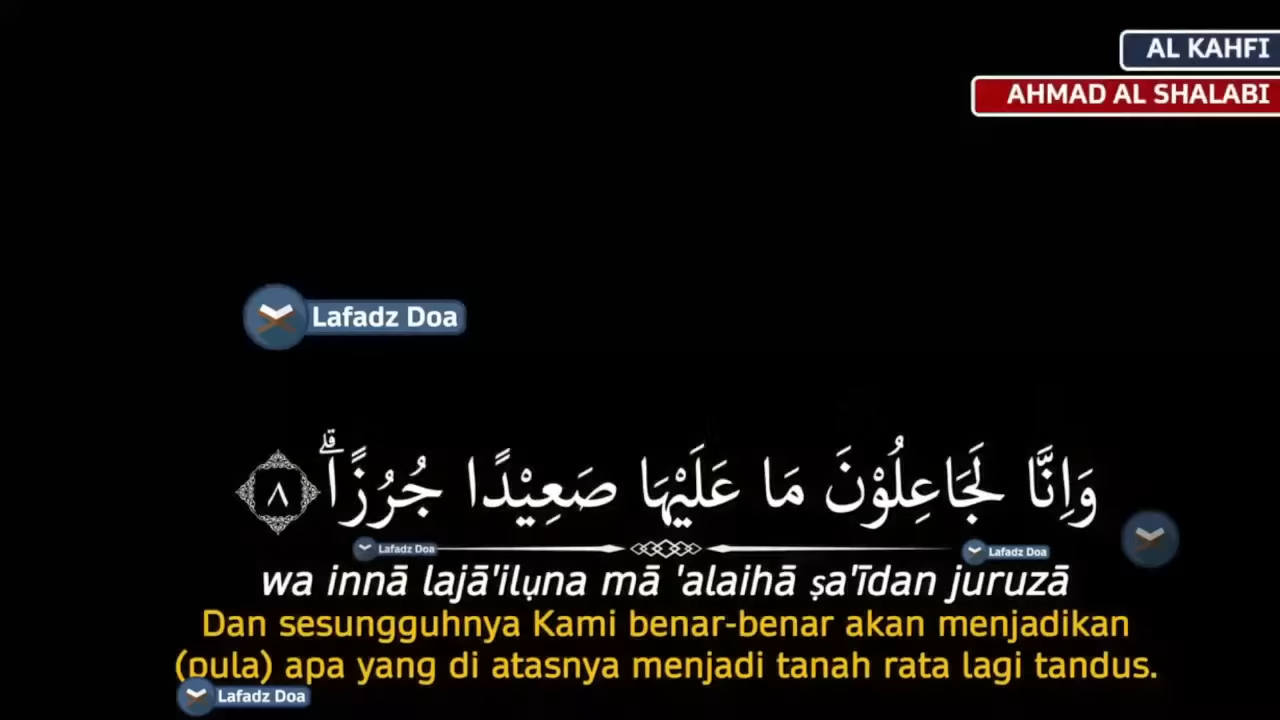 AL KAHFI
AHMAD AL SHALABI
Lafadz Doa
وَاِنَّا لَجَاعِلُوْنَ مَا عَلَيْهَا صَعِيْدًا جُرُزًاۗ ٨
Lafadz Doa
Lafadz Doa
wa innā lajā'ilụna mā 'alaihā ṣa'īdan juruzā
Dan sesungguhnya Kami benar-benar akan menjadikan
(pula) apa yang di atasnya menjadi tanah rata lagi tandus.
Lafadz Doa